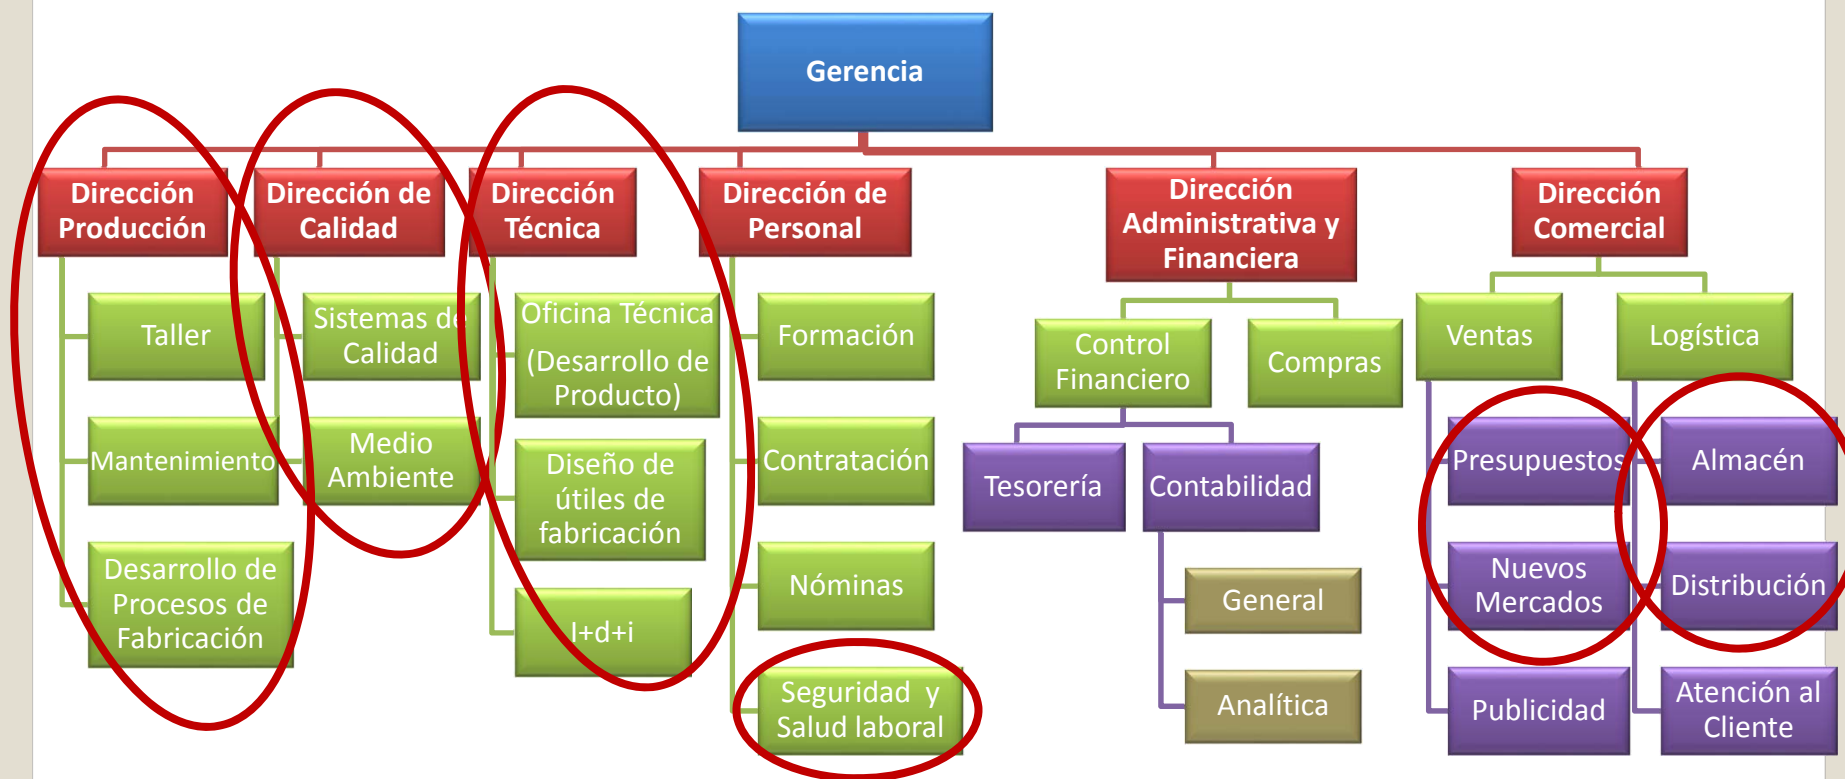 Gerencia
Dirección
Producción
Dirección de
Calidad
Dirección
Técnica
Dirección de
Personal
Dirección
Administrativa y
Financiera
Dirección
Comercial
Taller
Mantenimiento
Desarrollo de
Procesos de
Fabricación
Sistemas de
Calidad
Medio
Ambiente
Oficina Técnica
(Desarrollo de
Producto)
Diseño de
útiles de
fabricación
I+d+i
Formación
Contratación
Nóminas
Seguridad y
Salud laboral
Control
Financiero
Compras
Tesorería
Contabilidad
General
Analítica
Ventas
Logística
Presupuestos
Nuevos
Mercados
Publicidad
Almacén
Distribución
Atención al
Cliente